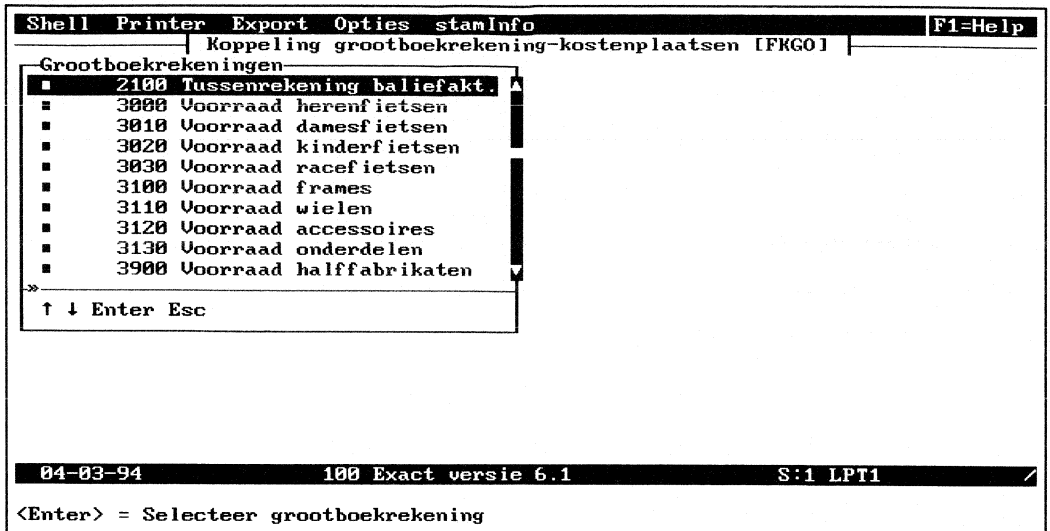 Shell Printer Export Opties stamInfo F1=Help
Koppeling grootboekrekening-kostenplaatsen [FKGO]
Grootboekrekeningen
2100 Tussenrekening baliefakt.
3000 Voorraad herenfietsen
3010 Voorraad damesfietsen
3020 Voorraad kinderfietsen
3030 Voorraad racefietsen
3100 Voorraad frames
3110 Voorraad wielen
3120 Voorraad accessoires
3130 Voorraad onderdelen
3900 Voorraad halffabrikaten
»
↑ ↓ Enter Esc
04-03-94 100 Exact versie 6.1 S:1 LPT1 /
<Enter> = Selecteer grootboekrekening